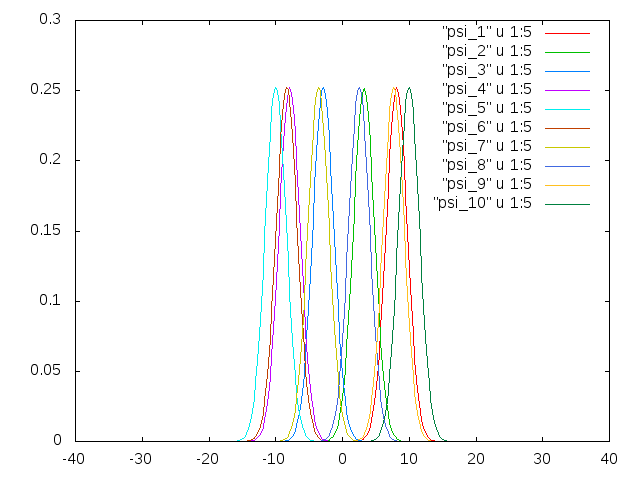 0.3
0.25
0.2
0.15
0.1
0.05
0
-40
-30
-20
-10
0
10
20
30
40
"psi_1" u 1:5
"psi_2" u 1:5
"psi_3" u 1:5
"psi_4" u 1:5
"psi_5" u 1:5
"psi_6" u 1:5
"psi_7" u 1:5
"psi_8" u 1:5
"psi_9" u 1:5
"psi_10" u 1:5